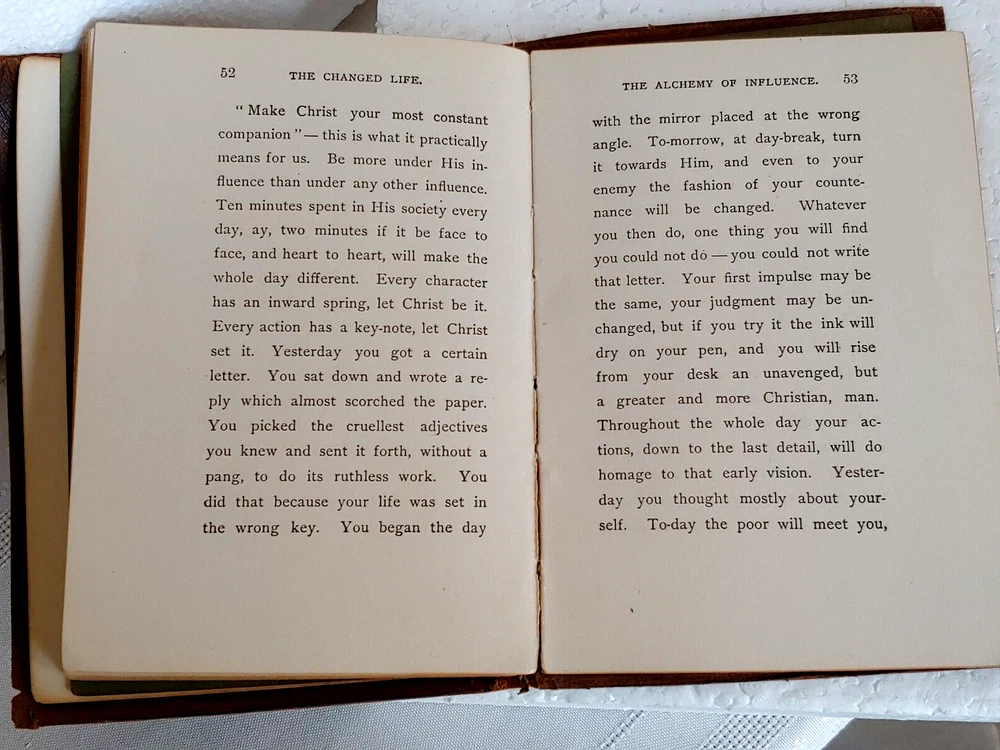 52 THE CHANGED LIFE.
“Make Christ your most constant
companion”— this is what it practically
means for us. Be more under His in-
fluence than under any other influence.
Ten minutes spent in His society every
day, ay, two minutes if it be face to
face, and heart to heart, will make the
whole day different. Every character
has an inward spring, let Christ be it.
Every action has a key-note, let Christ
set it. Yesterday you got a certain
letter. You sat down and wrote a re-
ply which almost scorched the paper.
You picked the cruellest adjectives
you knew and sent it forth, without a
pang, to do its ruthless work. You
did that because your life was set in
the wrong key. You began the day
THE ALCHEMY OF INFLUENCE. 53
with the mirror placed at the wrong
angle. To-morrow, at day-break, turn
it towards Him, and even to your
enemy the fashion of your counte-
nance will be changed. Whatever
you then do, one thing you will find
you could not do — you could not write
that letter. Your first impulse may be
the same, your judgment may be un-
changed, but if you try it the ink will
dry on your pen, and you will rise
from your desk an unavenged, but
a greater and more Christian, man.
Throughout the whole day your ac-
tions, down to the last detail, will do
homage to that early vision. Yester-
day you thought mostly about your-
self. To-day the poor will meet you,